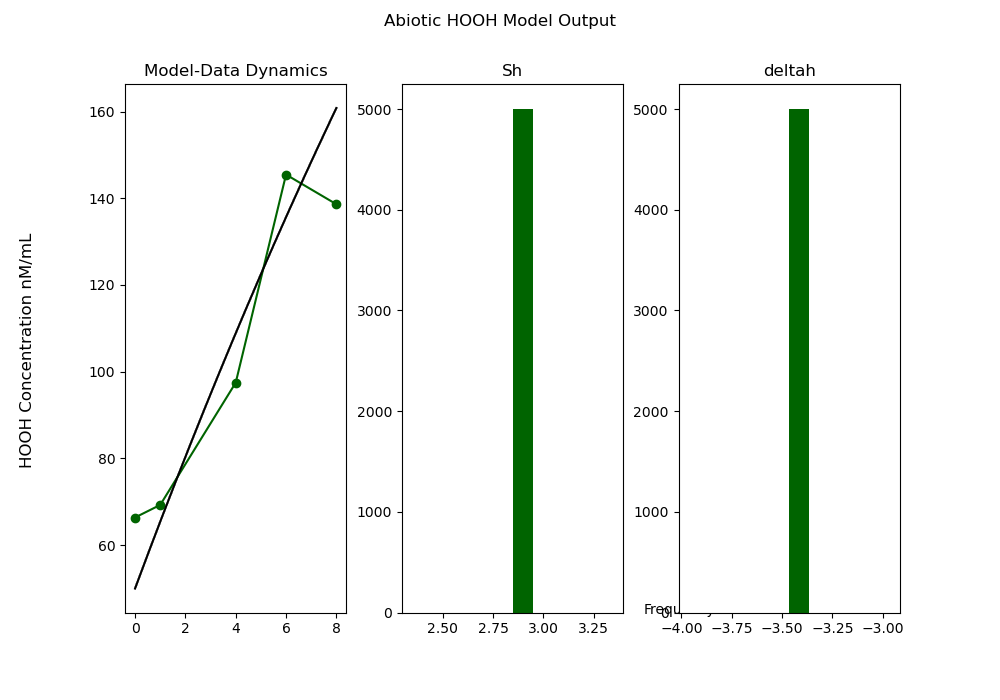 Abiotic HOOH Model Output
Model-Data Dynamics
Sh
deltah
HOOH Concentration nM/mL
160
140
120
100
80
60
0 2 4 6 8
5000
4000
3000
2000
1000
0
2.50 2.75 3.00 3.25
5000
4000
3000
2000
1000
0
−4.00 −3.75 −3.50 −3.25 −3.00